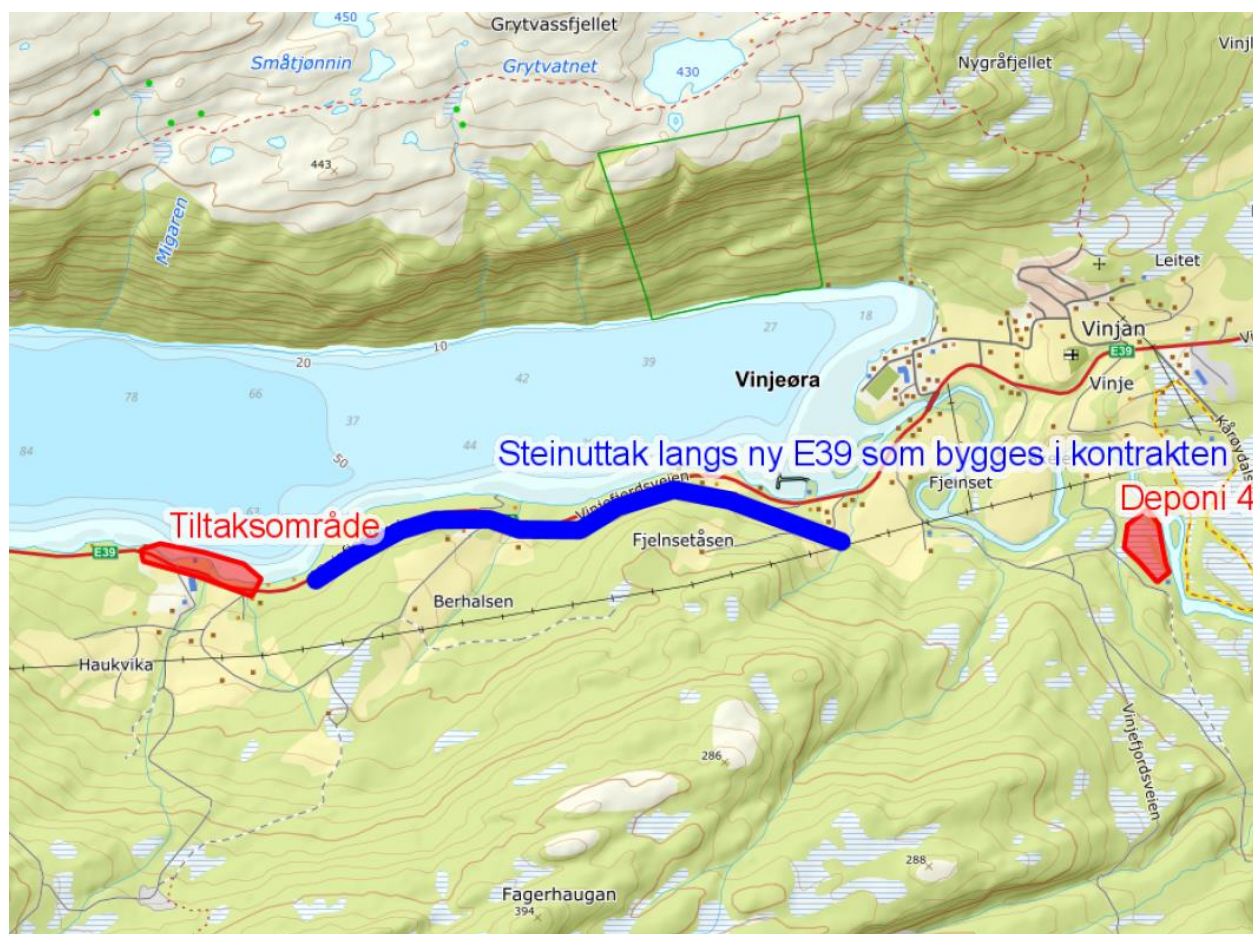 450
Grytvassfjellet
Småtjønnin
Grytvatnet
430
Nygråfjellet
443
Migaren
Leitet
18
27
10
20
Vinjan
E39
39
42
Vinjeøra
Vinje
78
66
37
84
44
50
Steinuttak langs ny E39 som bygges i kontrakten
Vinjefjordsveien
Fjeinset
Deponi 4
Tiltaksområde
E39
Fjelnsetåsen
Berhalsen
Haukvika
Vinjefjordsveien
286
288
Fagerhaugan
394